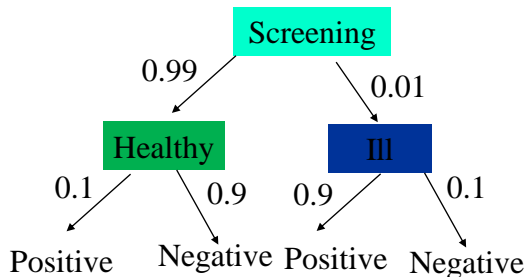 Screening
0.99
0.01
Healthy
Ill
0.1
0.9
0.9
0.1
Positive
Negative
Positive
Negative